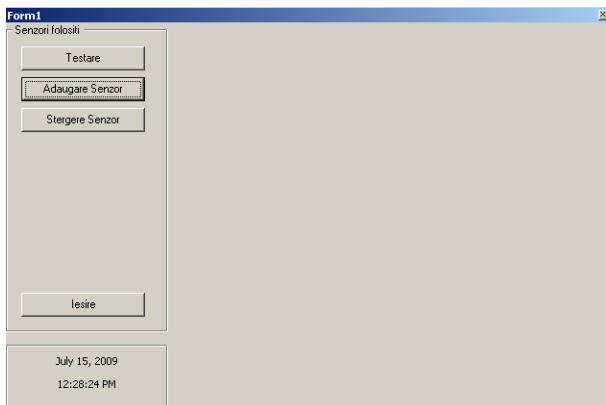 Form1
Senzori folositi
Testare
Adaugare Senzor
Stergere Senzor
Iesire
July 15, 2009
12:28:24 PM